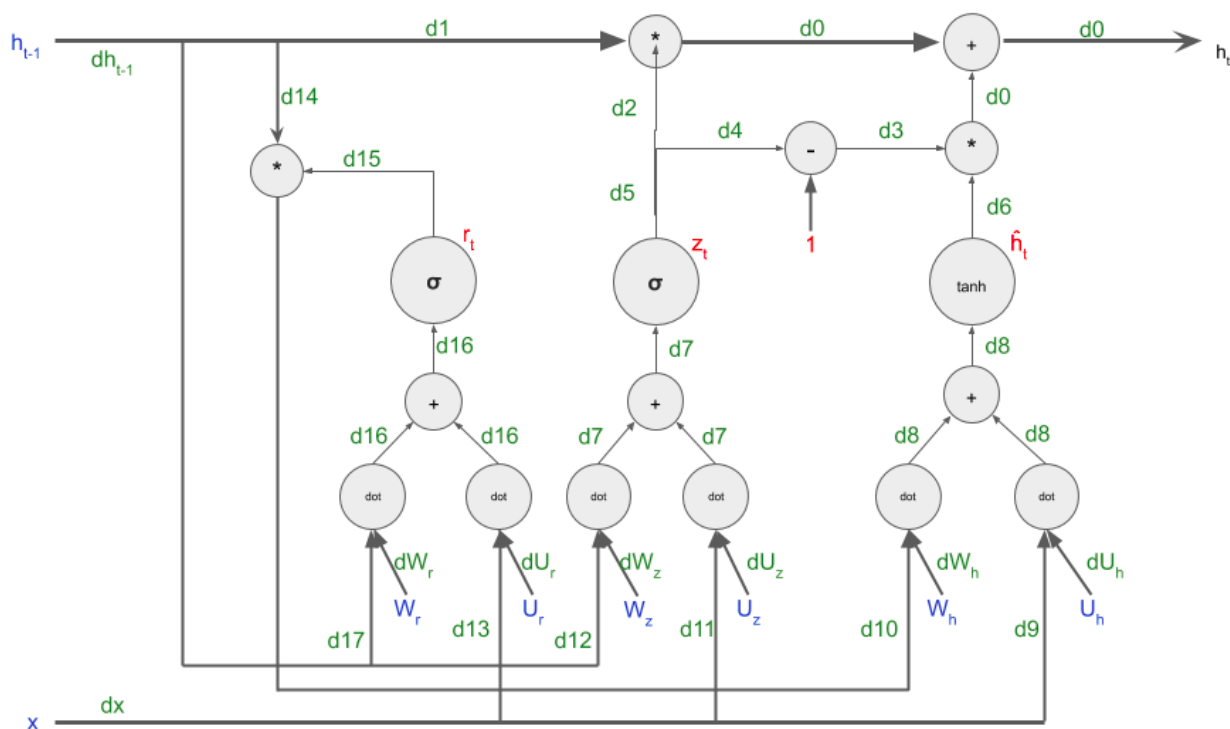 d1 d0 d0
h_{t-1} * + h_t
dh_{t-1}
d14 d2 d0
d4 d3
* d15 - *
d5 d6
r_t z_t 1 ĥ_t
σ σ tanh
d16 d7 d8
+ + +
d16 d16 d7 d7 d8 d8
dot dot dot dot dot dot
dW_r dU_r dW_z dU_z dW_h dU_h
W_r U_r W_z U_z W_h U_h
d17 d13 d12 d11 d10 d9
dx
x